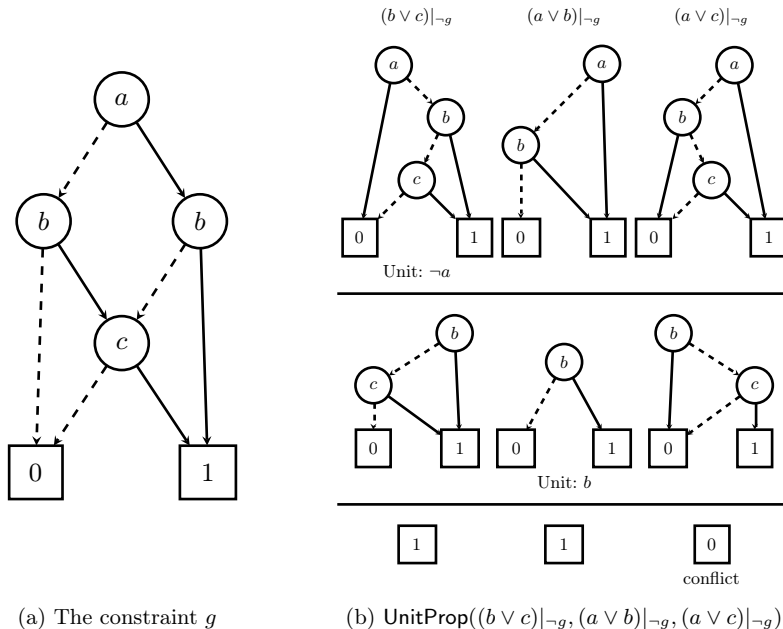 (b ∨ c)|¬g (a ∨ b)|¬g (a ∨ c)|¬g
a
b
b
c
0
1
a
b
c
0
1
a
b
0
1
a
b
c
0
1
Unit: ¬a
b
c
0
1
b
0
1
b
c
0
1
Unit: b
1
1
0
conflict
(a) The constraint g
(b) UnitProp((b ∨ c)|¬g, (a ∨ b)|¬g, (a ∨ c)|¬g)